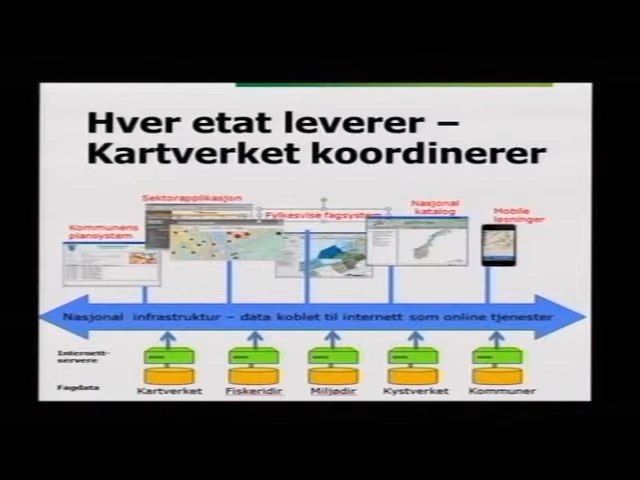 Hver etat leverer –
Kartverket koordinerer
Sektorapplikasjon
Fylkesvise fagsystem
Nasjonal
katalog
Mobile
løsninger
Kommunens
plansystem
Nasjonal infrastruktur – data koblet til internett som online tjenester
Internett-
servere
Fagdata
Kartverket
Fiskeridir
Miljødir
Kystverket
Kommuner